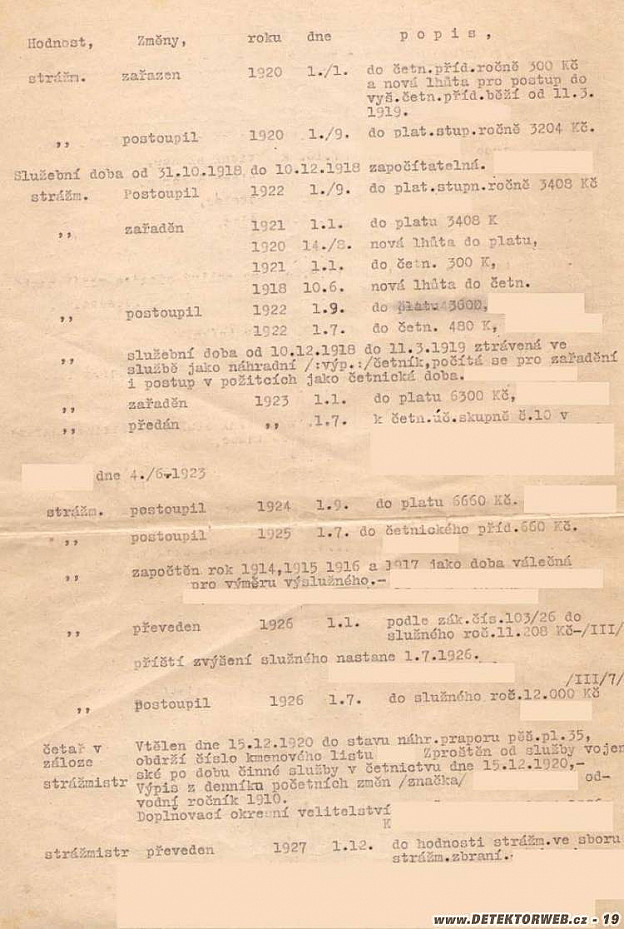 Hodnost, Změny, roku dne popis,
strážm. zařazen 1920 1./1. do četn.příd.ročně 300 Kč
a nová lhůta pro postup do
vyš.četn.příd.běží od 11.3.
1919.
,, postoupil 1920 1./9. do plat.stup.ročně 3204 Kč.
Služební doba od 31.10.1918 do 10.12.1918 započítatelná.
strážm. Postoupil 1922 1./9. do plat.stupn.ročně 3408 Kč
,, zařaděn 1921 1.1. do platu 3408 K
1920 14./8. nová lhůta do platu,
1921 1.1. do četn. 300 K,
1918 10.6. nová lhůta do četn.
,, postoupil 1922 1.9. do platu 3600,
1922 1.7. do četn. 480 K,
,, služební doba od 10.12.1918 do 11.3.1919 ztrávená ve
službě jako náhradní /:výp.:/četník,počítá se pro zařadění
i postup v požitcích jako četnická doba.
,, zařaděn 1923 1.1. do platu 6300 Kč,
,, předán ,, 1.7. k četn.úč.skupně č.10 v
dne 4./6.1923
strážm. postoupil 1924 1.9. do platu 6660 Kč.
,, postoupil 1925 1.7. do četnického příd.660 Kč.
,, započtěn rok 1914,1915 1916 a 1917 jako doba válečná
pro výměru výslužného.-
,, převeden 1926 1.1. podle zák.čís.103/26 do
služného roč.11.208 Kč-/III/
příští zvýšení služného nastane 1.7.1926.
/III/7/
,, postoupil 1926 1.7. do služného roč.12.000 Kč
četař v Vtělen dne 15.12.1920 do stavu náhr.praporu pěš.pl.35,
záloze obdrží číslo kmenového listu Zproštěn od služby vojen
ské po dobu činné služby v četnictvu dne 15.12.1920,-
strážmistr Výpis z denníku početních změn /značka/ od-
vodní ročník 1910.
Doplňovací okresní velitelství
K
strážmistr převeden 1927 1.12. do hodnosti strážm.ve sboru
strážm.zbraní.-
www.DETEKTORWEB.cz - 19